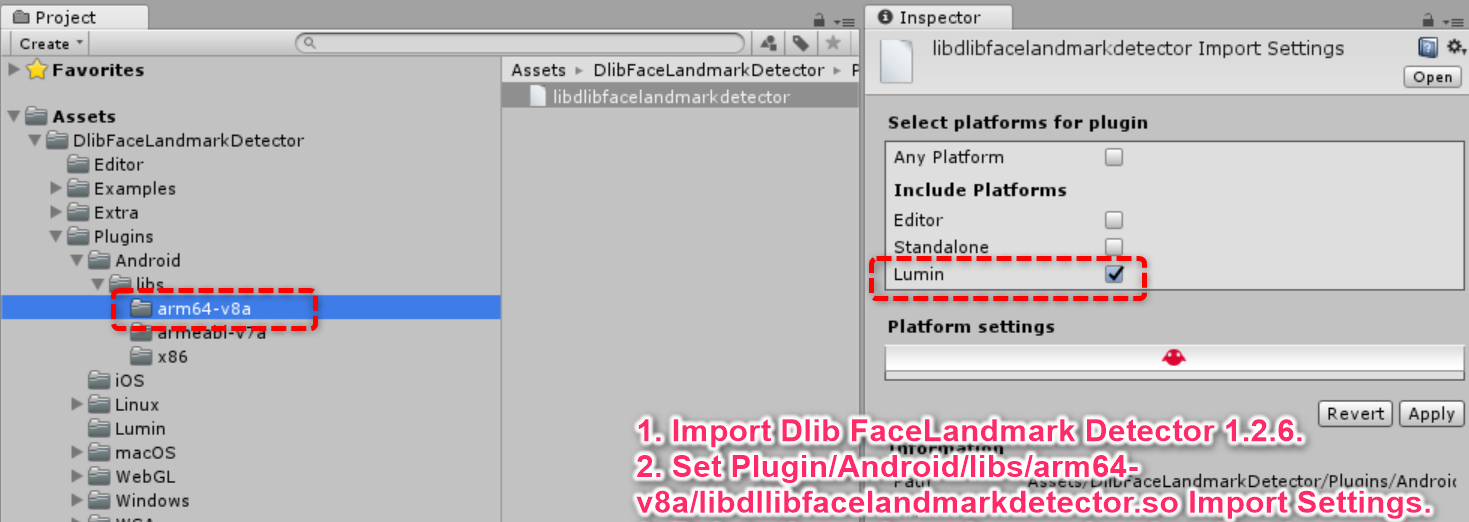 Project
Create
Favorites
Assets
DlibFaceLandmarkDetector
Editor
Examples
Extra
Plugins
Android
libs
arm64-v8a
armeabi-v7a
x86
iOS
Linux
Lumin
macOS
WebGL
Windows
WSA
Assets DlibFaceLandmarkDetector P
libdlibfacelandmarkdetector
Inspector
libdlibfacelandmarkdetector Import Settings
Open
Select platforms for plugin
Any Platform
Include Platforms
Editor
Standalone
Lumin
Platform settings
Revert Apply
Information
Path Assets/DlibFaceLandmarkDetector/Plugins/Android
1. Import Dlib FaceLandmark Detector 1.2.6.
2. Set Plugin/Android/libs/arm64-
v8a/libdllibfacelandmarkdetector.so Import Settings.